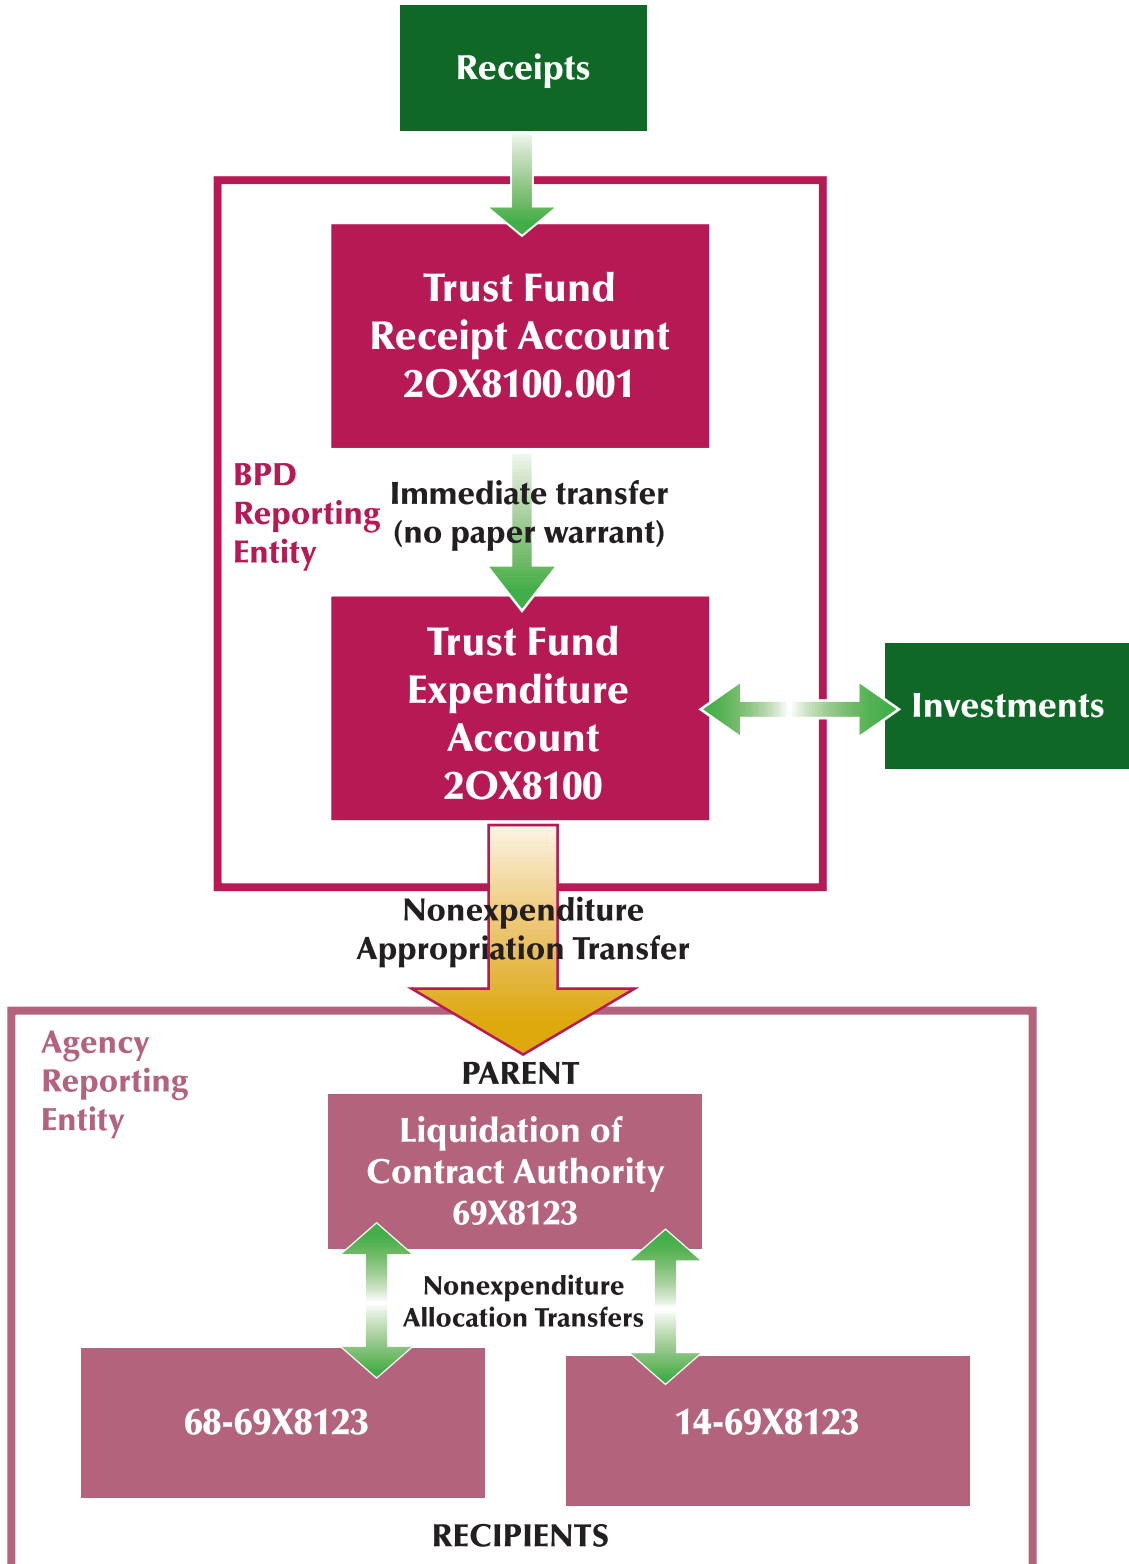 Receipts
Trust Fund
Receipt Account
2OX8100.001
BPD
Reporting
Entity
Immediate transfer
(no paper warrant)
Trust Fund
Expenditure
Account
2OX8100
Investments
Nonexpenditure
Appropriation Transfer
Agency
Reporting
Entity
PARENT
Liquidation of
Contract Authority
69X8123
Nonexpenditure
Allocation Transfers
68-69X8123
14-69X8123
RECIPIENTS